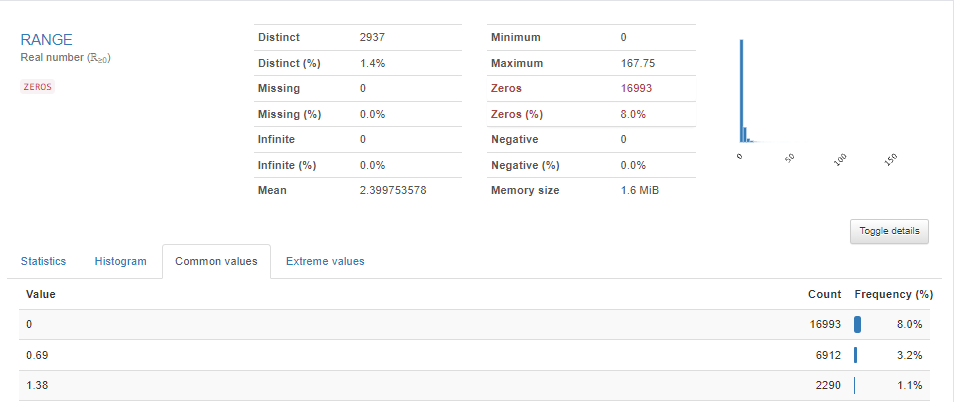 RANGE
Real number (ℝ≥0)
ZEROS
Distinct 2937
Distinct (%) 1.4%
Missing 0
Missing (%) 0.0%
Infinite 0
Infinite (%) 0.0%
Mean 2.399753578
Minimum 0
Maximum 167.75
Zeros 16993
Zeros (%) 8.0%
Negative 0
Negative (%) 0.0%
Memory size 1.6 MiB
0 50 100 150
Toggle details
Statistics Histogram Common values Extreme values
Value Count Frequency (%)
0 16993 8.0%
0.69 6912 3.2%
1.38 2290 1.1%